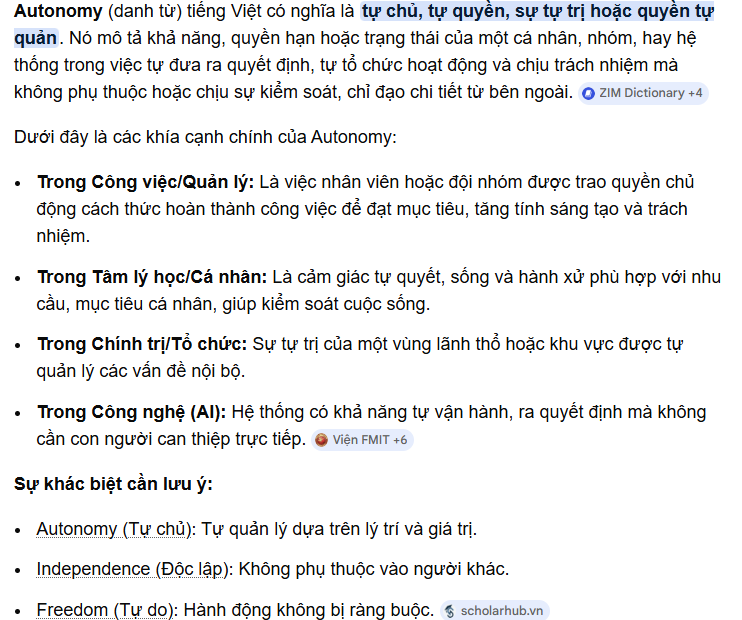 Autonomy (danh từ) tiếng Việt có nghĩa là tự chủ, tự quyền, sự tự trị hoặc quyền tự
quản. Nó mô tả khả năng, quyền hạn hoặc trạng thái của một cá nhân, nhóm, hay hệ
thống trong việc tự đưa ra quyết định, tự tổ chức hoạt động và chịu trách nhiệm mà
không phụ thuộc hoặc chịu sự kiểm soát, chỉ đạo chi tiết từ bên ngoài. ZIM Dictionary +4
Dưới đây là các khía cạnh chính của Autonomy:
• Trong Công việc/Quản lý: Là việc nhân viên hoặc đội nhóm được trao quyền chủ
động cách thức hoàn thành công việc để đạt mục tiêu, tăng tính sáng tạo và trách
nhiệm.
• Trong Tâm lý học/Cá nhân: Là cảm giác tự quyết, sống và hành xử phù hợp với nhu
cầu, mục tiêu cá nhân, giúp kiểm soát cuộc sống.
• Trong Chính trị/Tổ chức: Sự tự trị của một vùng lãnh thổ hoặc khu vực được tự
quản lý các vấn đề nội bộ.
• Trong Công nghệ (AI): Hệ thống có khả năng tự vận hành, ra quyết định mà không
cần con người can thiệp trực tiếp. Viện FMIT +6
Sự khác biệt cần lưu ý:
• Autonomy (Tự chủ): Tự quản lý dựa trên lý trí và giá trị.
• Independence (Độc lập): Không phụ thuộc vào người khác.
• Freedom (Tự do): Hành động không bị ràng buộc. scholarhub.vn